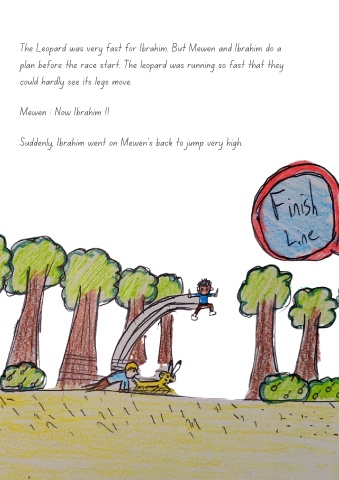 The Leopard was very fast for Ibrahim. But Mewen and Ibrahim do a
plan before the race start. The leopard was running so fast that they
could hardly see its legs move.
Mewen : Now Ibrahim !!
Suddenly, Ibrahim went on Mewen's back to jump very high.
Finish
Line